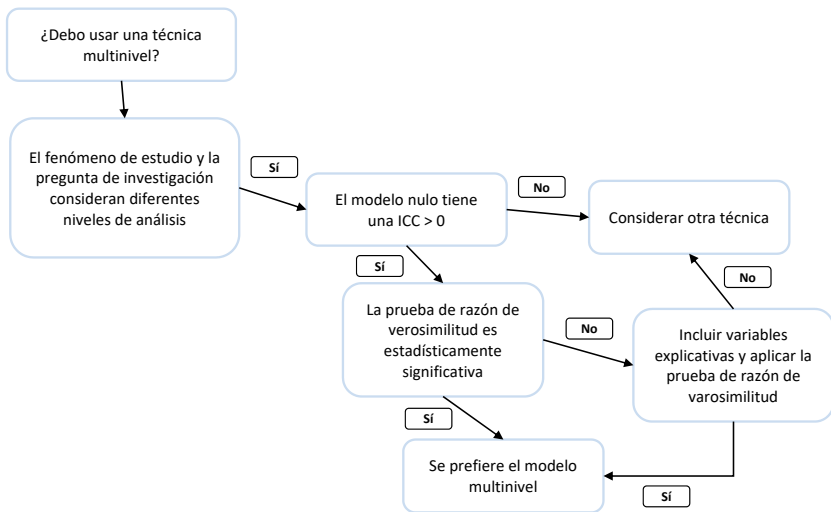 ¿Debo usar una técnica
multinivel?
El fenómeno de estudio y la
pregunta de investigación
consideran diferentes
niveles de análisis
Sí
El modelo nulo tiene
una ICC > 0
No
Considerar otra técnica
Sí
No
La prueba de razón de
verosimilitud es
estadísticamente
significativa
No
Incluir variables
explicativas y aplicar la
prueba de razón de
varosimilitud
Sí
Se prefiere el modelo
multinivel
Sí